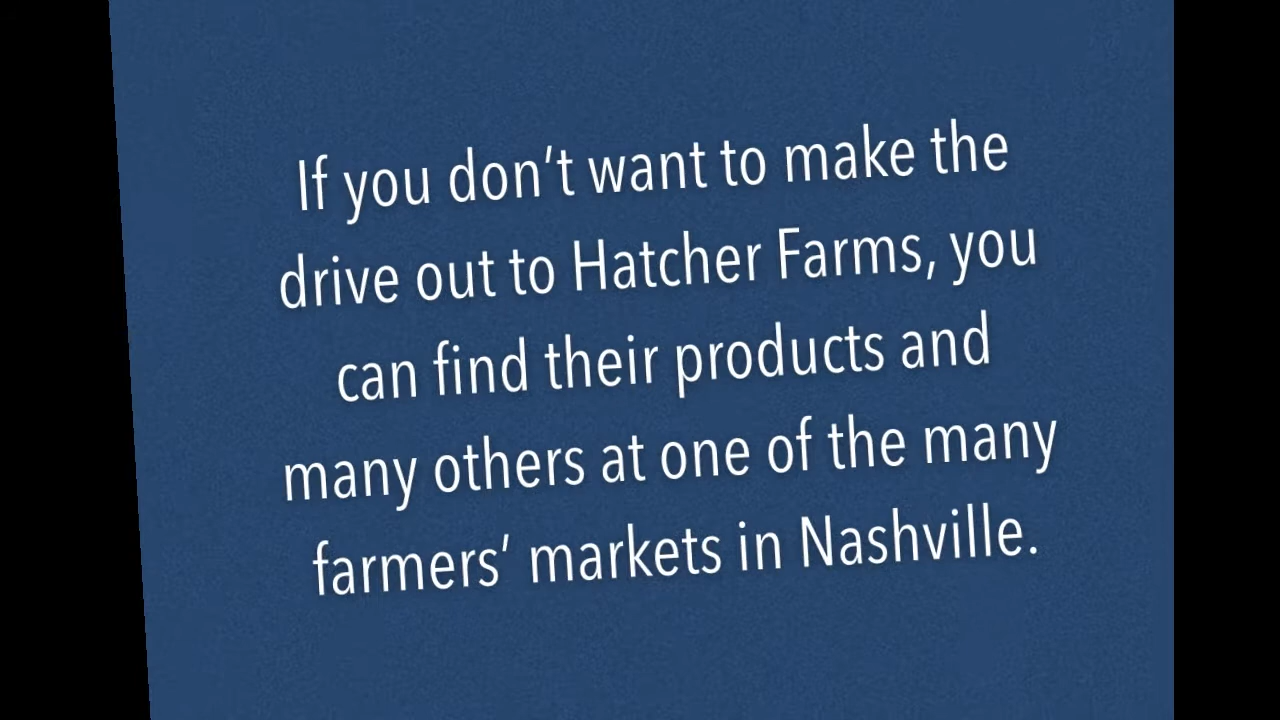 If you don’t want to make the
drive out to Hatcher Farms, you
can find their products and
many others at one of the many
farmers’ markets in Nashville.